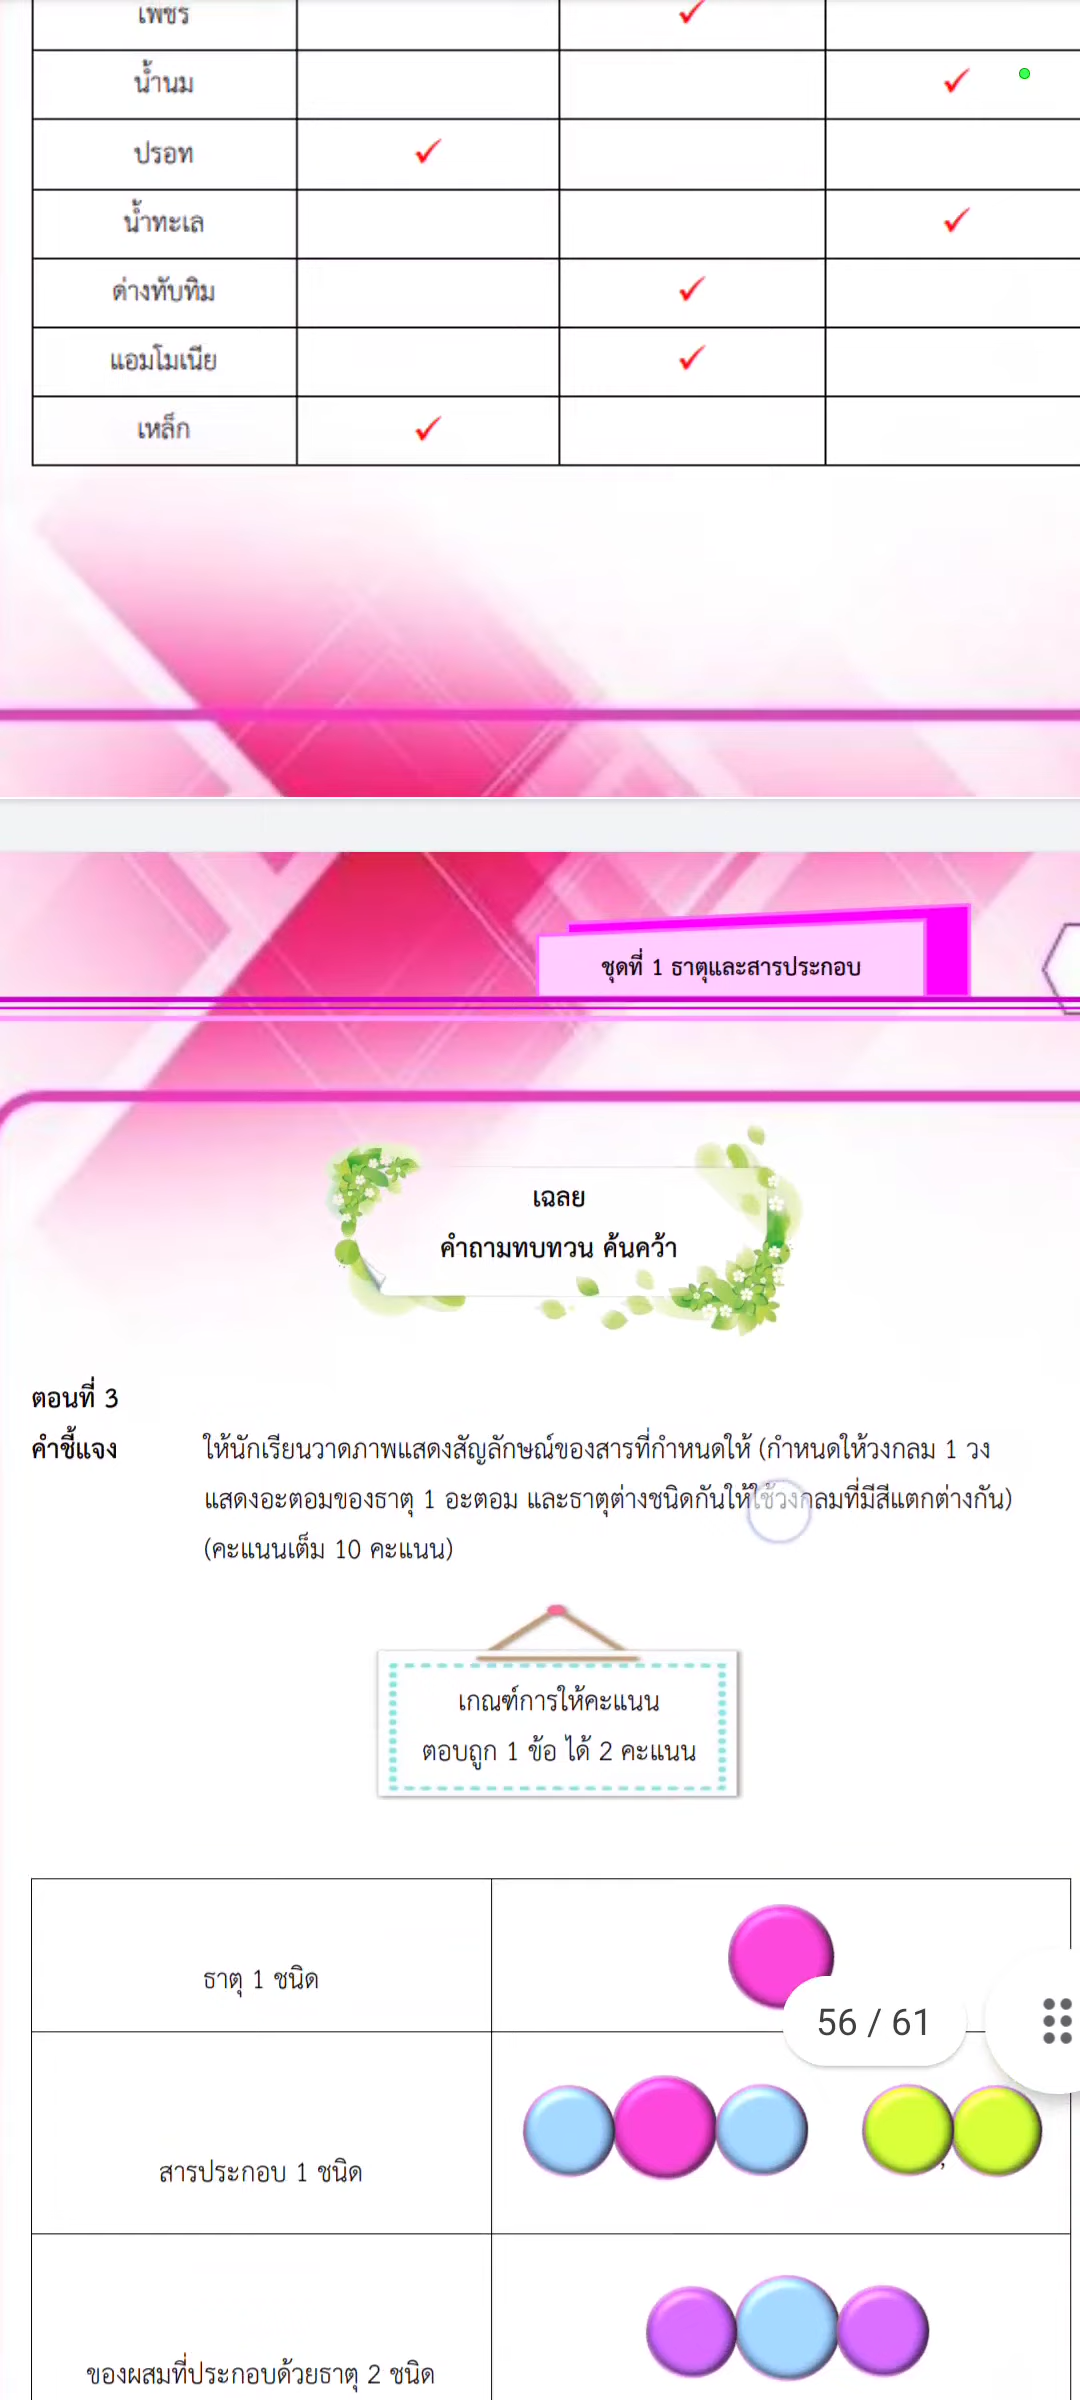 เพชร
น้ำนม
ปรอท
น้ำทะเล
ด่างทับทิม
แอมโมเนีย
เหล็ก
ชุดที่ 1 ธาตุและสารประกอบ
เฉลย
คำถามทบทวน ค้นคว้า
ตอนที่ 3
คำชี้แจง ให้นักเรียนวาดภาพแสดงสัญลักษณ์ของสารที่กำหนดให้ (กำหนดให้วงกลม 1 วง
แสดงอะตอมของธาตุ 1 อะตอม และธาตุต่างชนิดกันให้ใช้วงกลมที่มีสีแตกต่างกัน)
(คะแนนเต็ม 10 คะแนน)
เกณฑ์การให้คะแนน
ตอบถูก 1 ข้อ ได้ 2 คะแนน
ธาตุ 1 ชนิด
56 / 61
สารประกอบ 1 ชนิด
,
ของผสมที่ประกอบด้วยธาตุ 2 ชนิด